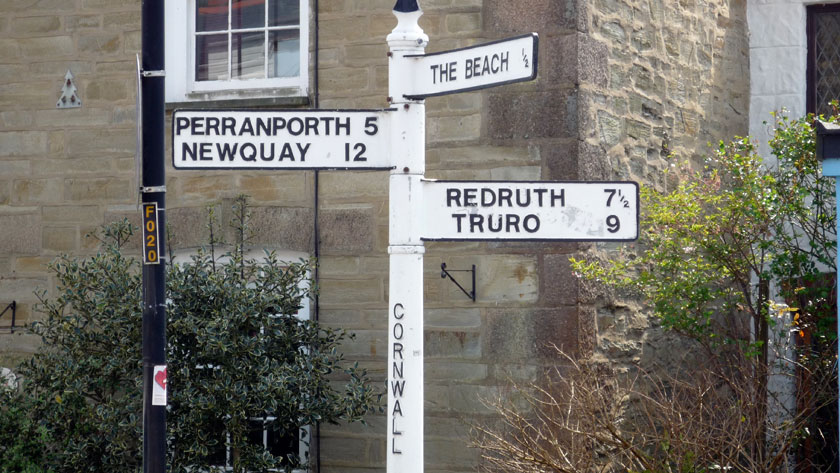 THE BEACH ½
PERRANPORTH 5
NEWQUAY 12
REDRUTH 7½
TRURO 9
CORNWALL
F020